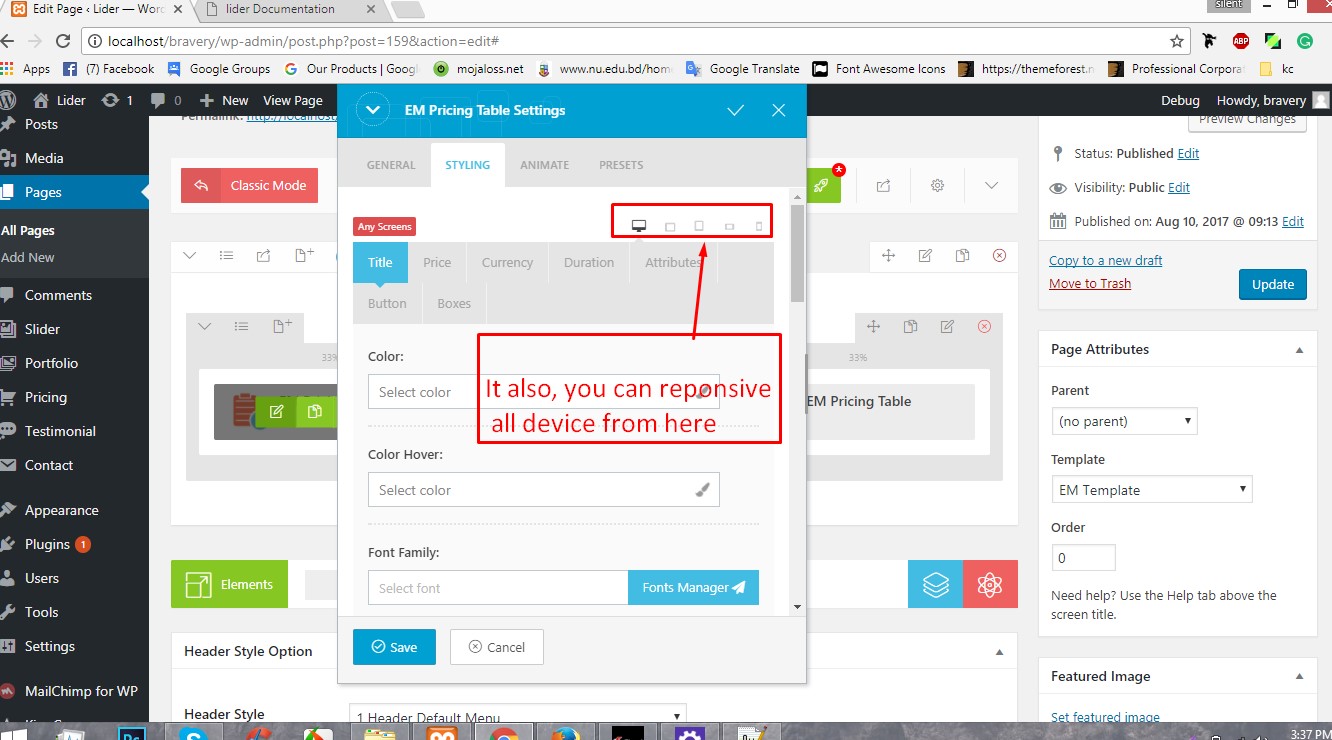 Edit Page ‹ Lider — Wor
lider Documentation
silent
localhost/bravery/wp-admin/post.php?post=159&action=edit#
ABP
Apps
(7) Facebook
Google Groups
Our Products | Goog
mojaloss.net
www.nu.edu.bd/hom
Google Translate
Font Awesome Icons
https://themeforest.n
Professional Corporat
kc
Lider
1
0
New
View Page
Debug
Howdy, bravery
Posts
Media
Pages
All Pages
Add New
Comments
Slider
Portfolio
Pricing
Testimonial
Contact
Appearance
Plugins 1
Users
Tools
Settings
MailChimp for WP
Permalink: http://localhost
Classic Mode
EM Pricing Table Settings
GENERAL
STYLING
ANIMATE
PRESETS
Any Screens
Title
Price
Currency
Duration
Attributes
Button
Boxes
Color:
Select color
It also, you can reponsive
all device from here
Color Hover:
Select color
Font Family:
Select font
Fonts Manager
Save
Cancel
33%
33%
EM Pricing Table
Elements
Header Style Option
Header Style
1 Header Default Menu
Preview Changes
Status: Published Edit
Visibility: Public Edit
Published on: Aug 10, 2017 @ 09:13 Edit
Copy to a new draft
Move to Trash
Update
Page Attributes
Parent
(no parent)
Template
EM Template
Order
0
Need help? Use the Help tab above the
screen title.
Featured Image
Set featured image
3:37 PM